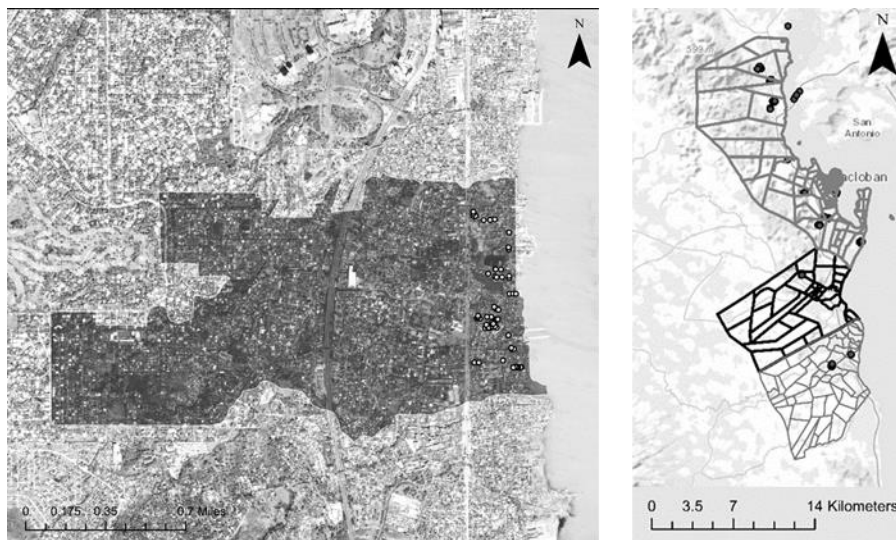 N
0 0.175 0.35 0.7 Miles
N
San
Antonio
acloban
0 3.5 7 14 Kilometers